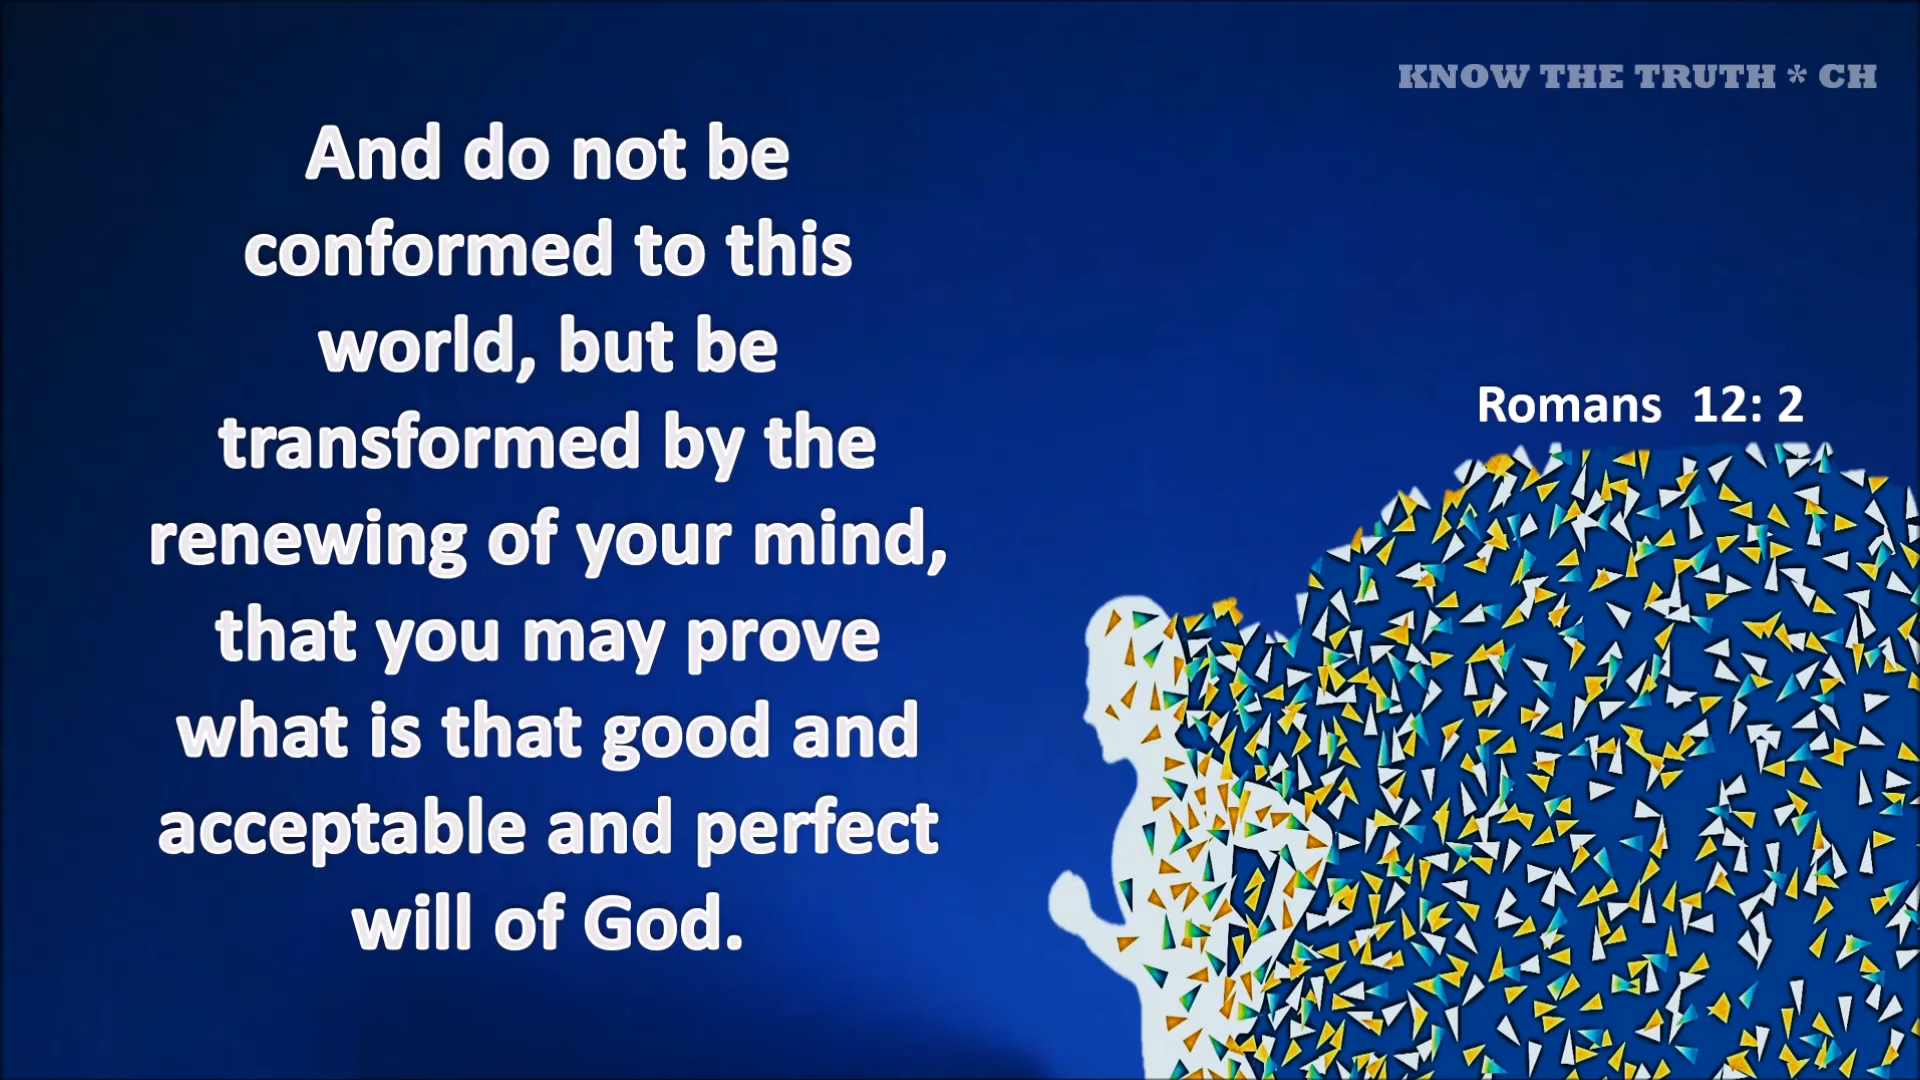 KNOW THE TRUTH * CH
And do not be
conformed to this
world, but be
transformed by the
renewing of your mind,
that you may prove
what is that good and
acceptable and perfect
will of God.
Romans 12: 2